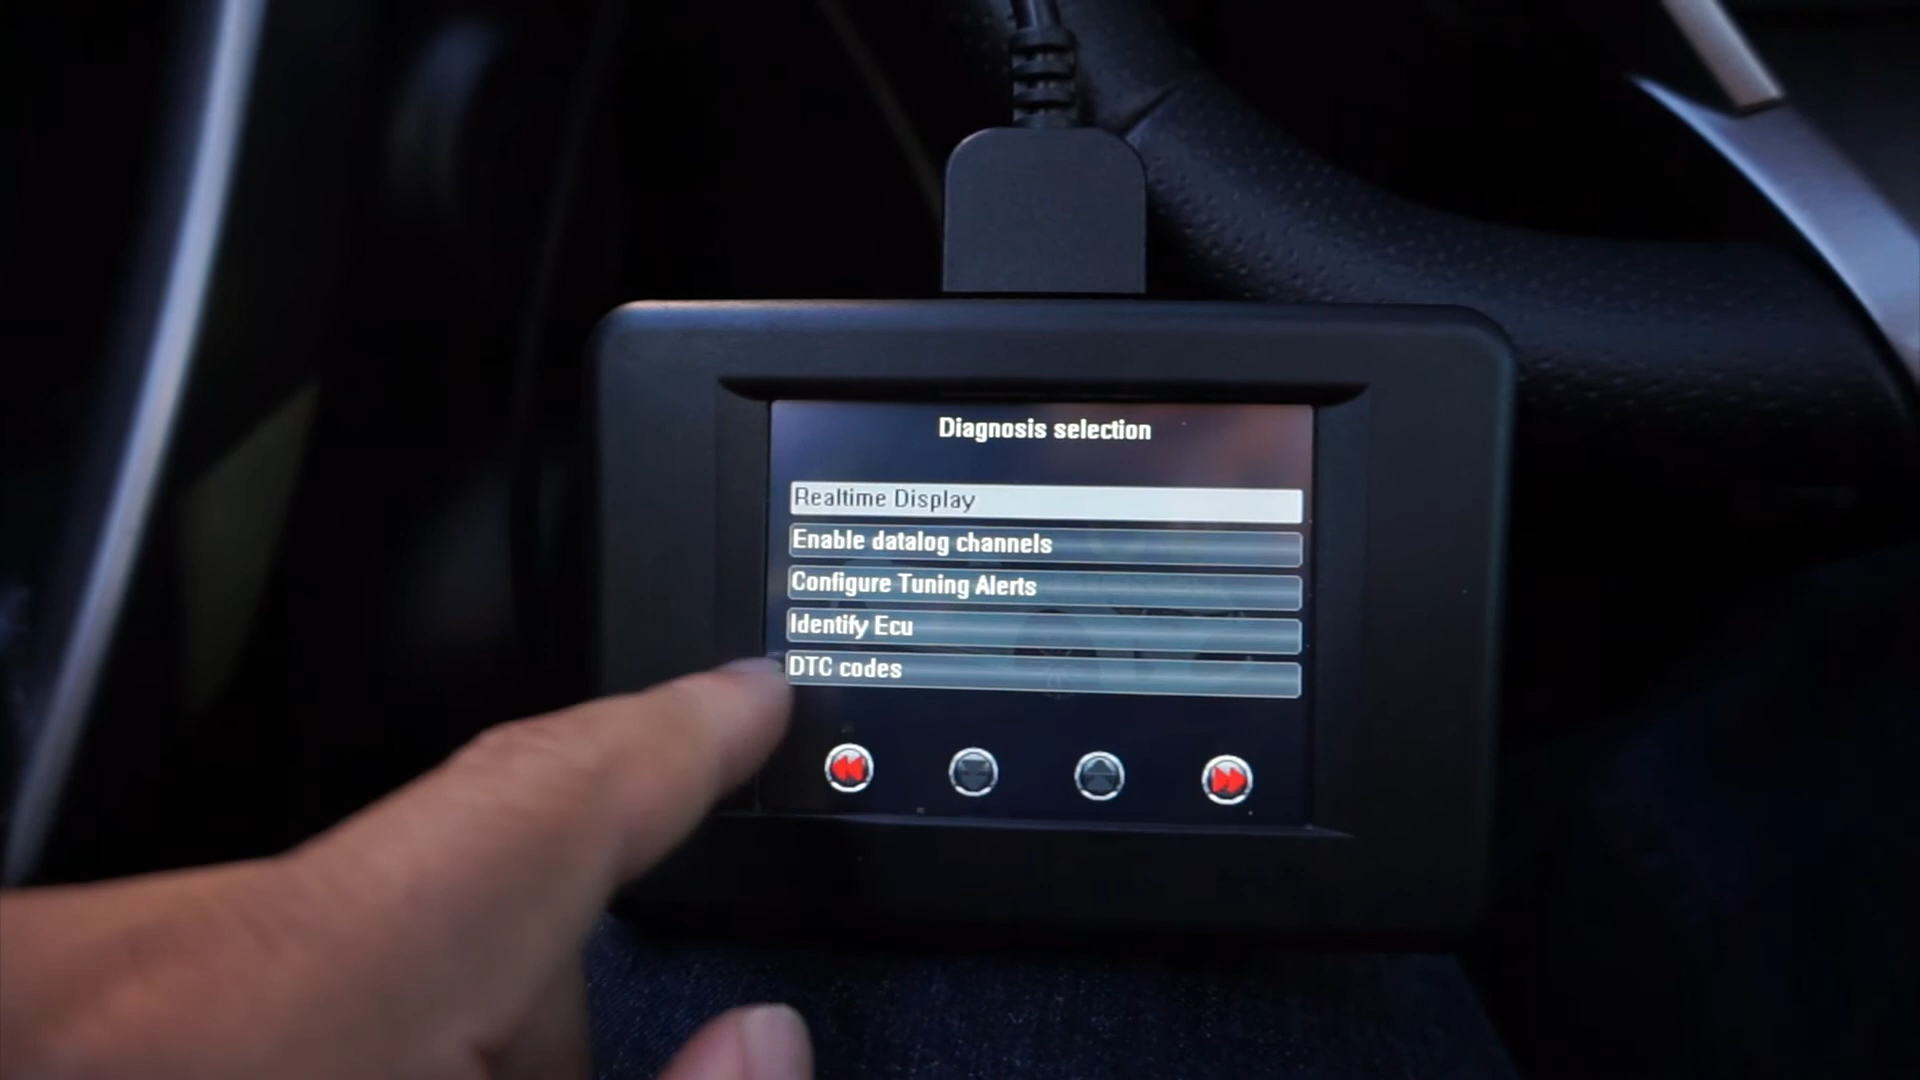 Diagnosis selection
Realtime Display
Enable datalog channels
Configure Tuning Alerts
Identify Ecu
DTC codes